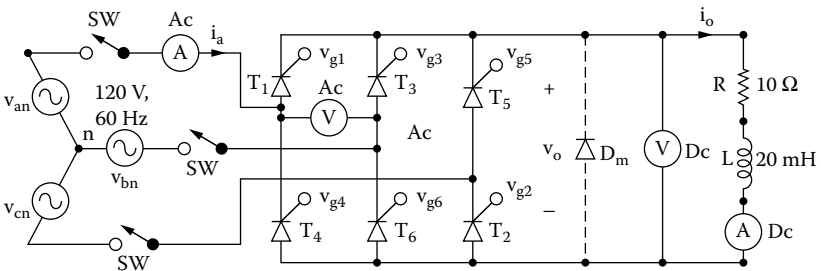 SW
Ac
A
i_a
v_g1
v_g3
v_g5
i_o
T_1
Ac
T_3
V
T_5
Ac
v_an
120 V,
60 Hz
n
v_bn
SW
v_cn
SW
v_g4
v_g6
v_g2
T_4
T_6
T_2
+
v_o
−
D_m
V
Dc
R
10 Ω
L
20 mH
A
Dc